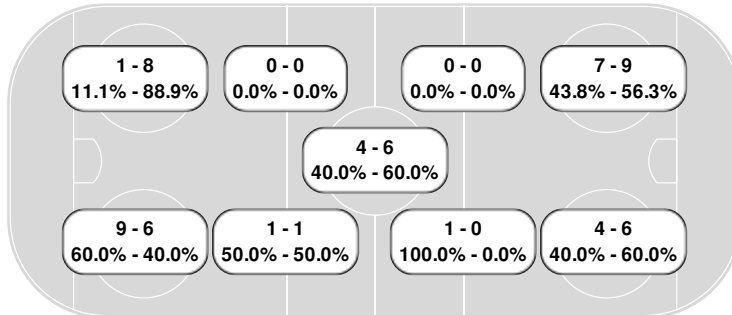 1 - 8
11.1% - 88.9%
0 - 0
0.0% - 0.0%
0 - 0
0.0% - 0.0%
7 - 9
43.8% - 56.3%
4 - 6
40.0% - 60.0%
9 - 6
60.0% - 40.0%
1 - 1
50.0% - 50.0%
1 - 0
100.0% - 0.0%
4 - 6
40.0% - 60.0%